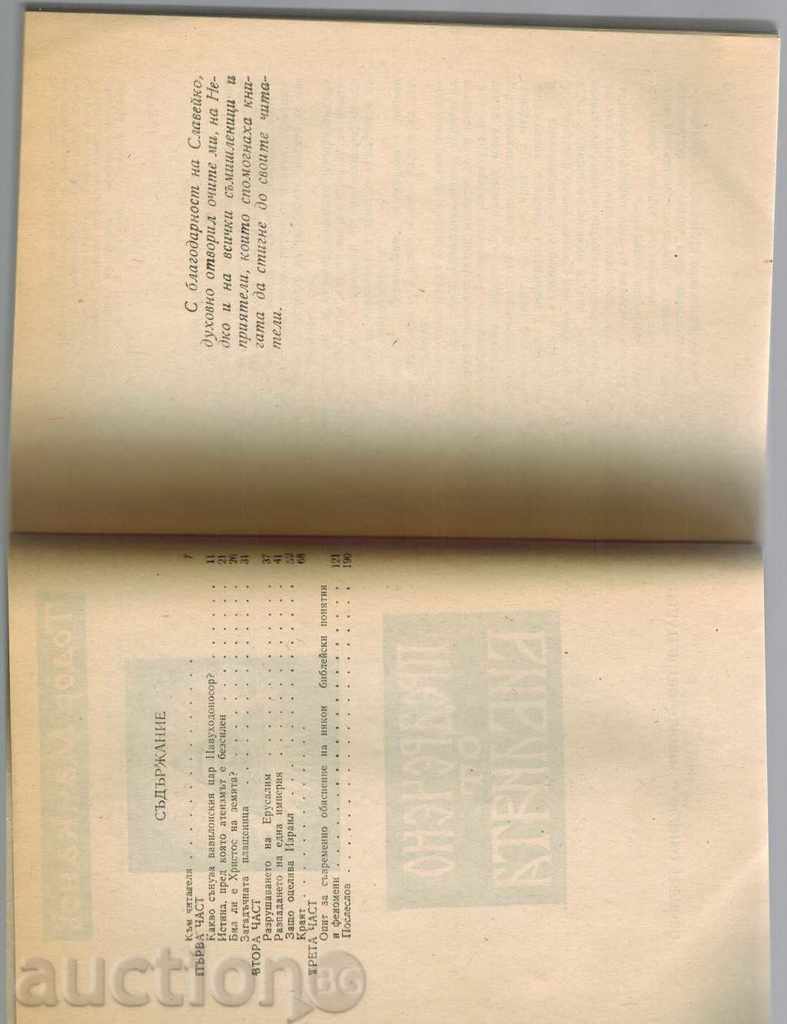 СЪДЪРЖАНИЕ
Към читателя . . . . . . . . . . . . 7
ПЪРВА ЧАСТ
Какво сънува вавилонския цар Навуходоносор? . . . . . . 11
Истина, пред която атеизмът е безсилен . . . . . . . . 21
Бил ли е Христос на земята? . . . . . . . . . . 26
Загадъчната плащеница . . . . . . . . . . . 31
ВТОРА ЧАСТ
Разрушаването на Ерусалим . . . . . . . . . . 37
Разпадането на една империя . . . . . . . . . . 41
Защо оцелява Израил . . . . . . . . . . . . 52
Краят . . . . . . . . . . . . . . 68
ТРЕТА ЧАСТ
Опит за съвременно обяснение на някои библейски понятия
и феномени . . . . . . . . . . . . . . 121
Послеслов . . . . . . . . . . . . . . . 190
С благодарност на Славейко,
духовно отворил очите ми, на Не-
дко и на всички съмишленици и
приятели, които спомогнаха кни-
гата да стигне до своите чита-
тели.
auction BG